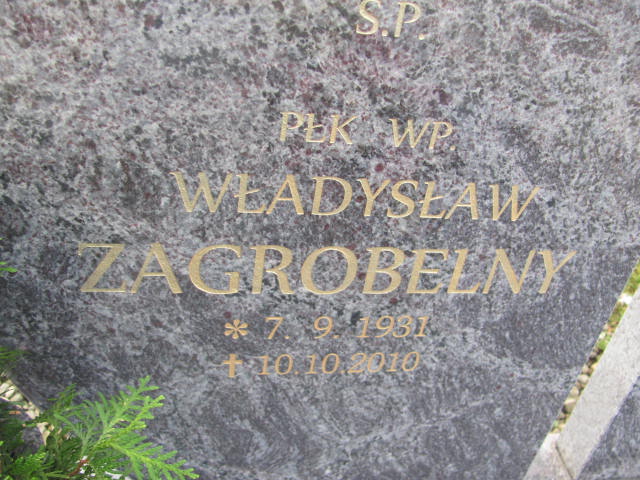 Ś.P.
PŁK WP.
WŁADYSŁAW
ZAGROBELNY
* 7. 9. 1931
✝ 10.10.2010